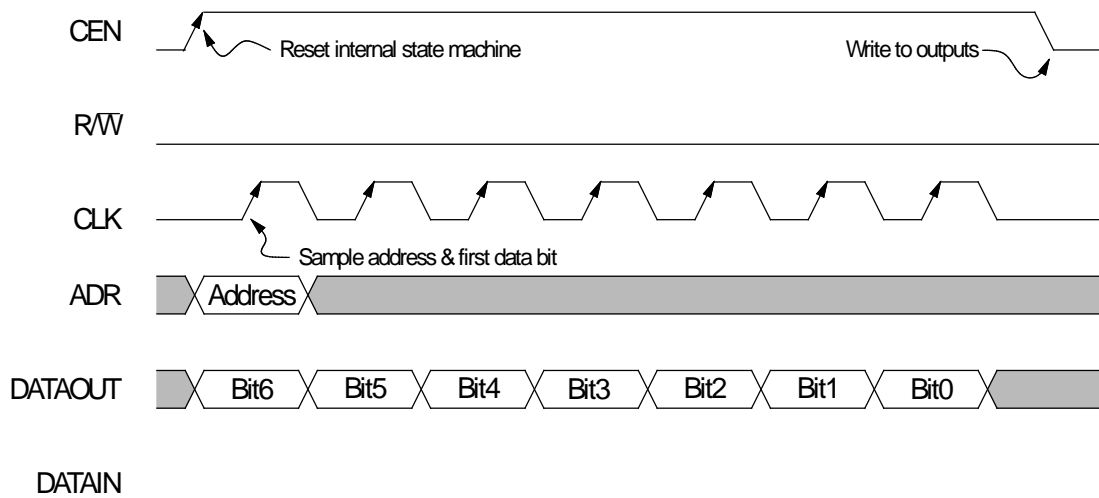 CEN
Reset internal state machine
Write to outputs
R/W̅
CLK
Sample address & first data bit
ADR
Address
DATAOUT
Bit6
Bit5
Bit4
Bit3
Bit2
Bit1
Bit0
DATAIN